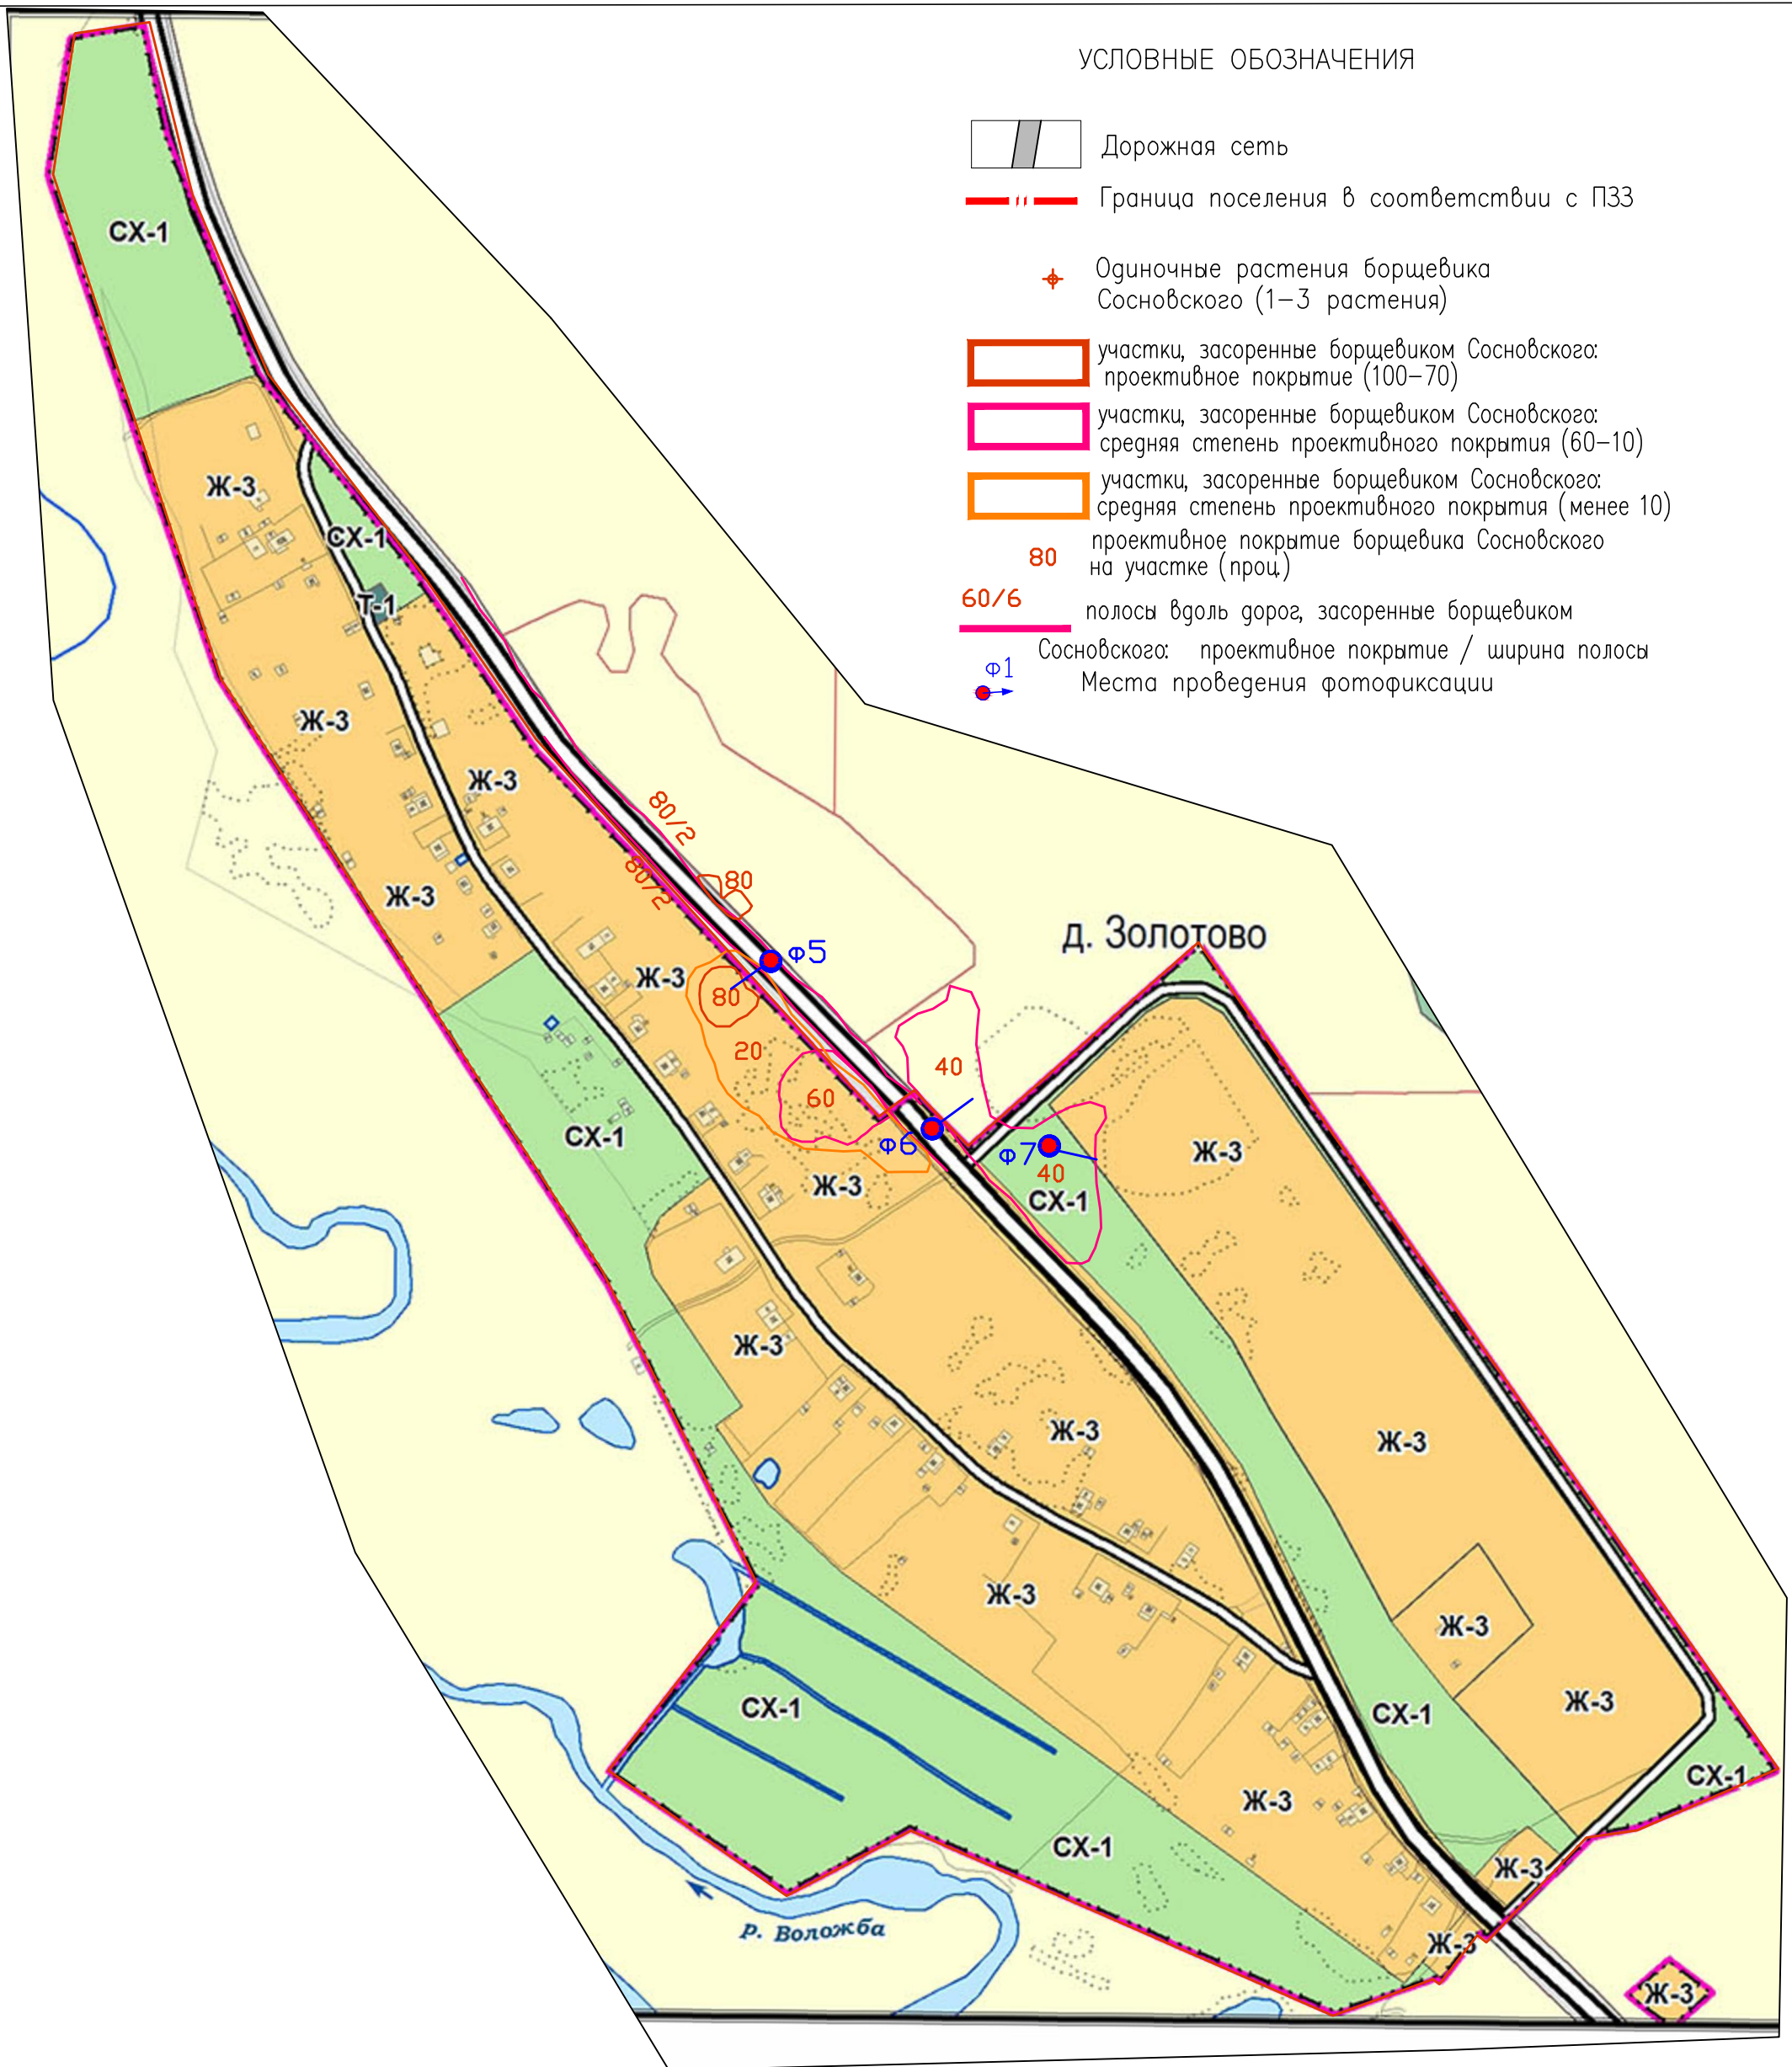 УСЛОВНЫЕ ОБОЗНАЧЕНИЯ
Дорожная сеть
Граница поселения в соответствии с ПЗЗ
Одиночные растения борщевика
Сосновского (1-3 растения)
участки, засоренные борщевиком Сосновского:
проективное покрытие (100-70)
участки, засоренные борщевиком Сосновского:
средняя степень проективного покрытия (60-10)
участки, засоренные борщевиком Сосновского:
средняя степень проективного покрытия (менее 10)
80
проективное покрытие борщевика Сосновского
на участке (проц.)
60/6
полосы вдоль дорог, засоренные борщевиком
Сосновского: проективное покрытие / ширина полосы
Ф1
Места проведения фотофиксации
СХ-1
Ж-3
СХ-1
Т-1
Ж-3
Ж-3
80/2
80/2
80
Ж-3
д. Золотово
Ф5
Ж-3
80
20
40
60
СХ-1
Ф6
Ф7
40
Ж-3
Ж-3
СХ-1
Ж-3
Ж-3
Ж-3
Ж-3
Ж-3
СХ-1
СХ-1
Ж-3
СХ-1
Ж-3
СХ-1
Ж-3
р. Воложба
Ж-3
Ж-3